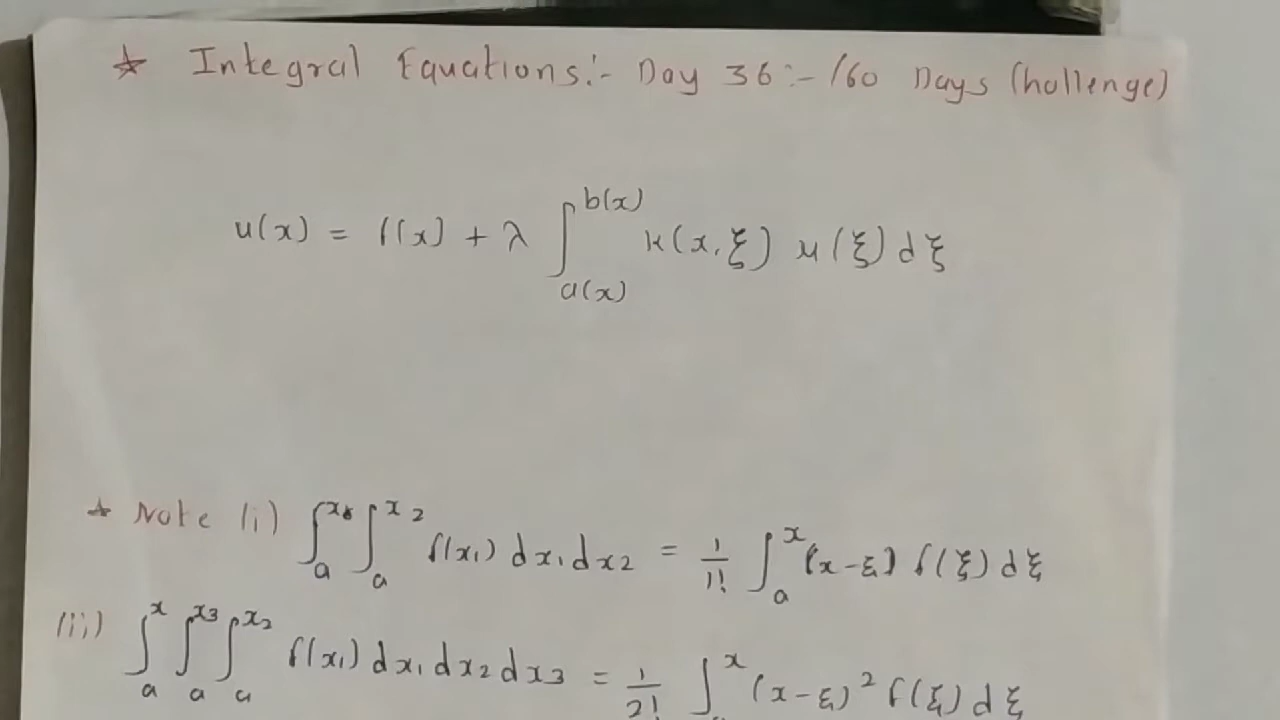 ★ Integral Equations:- Day 36:- 160 Days Challenge)
u(x) = f(x) + λ ∫_{a(x)}^{b(x)} k(x,ξ) u(ξ) dξ
★ Note (i) ∫_a^x ∫_a^{x2} f(x1) dx1 dx2 = 1/1! ∫_a^x (x-ξ) f(ξ) dξ
(ii) ∫_a^x ∫_a^{x3} ∫_a^{x2} f(x1) dx1 dx2 dx3 = 1/2! ∫_a^x (x-ξ)^2 f(ξ) dξ